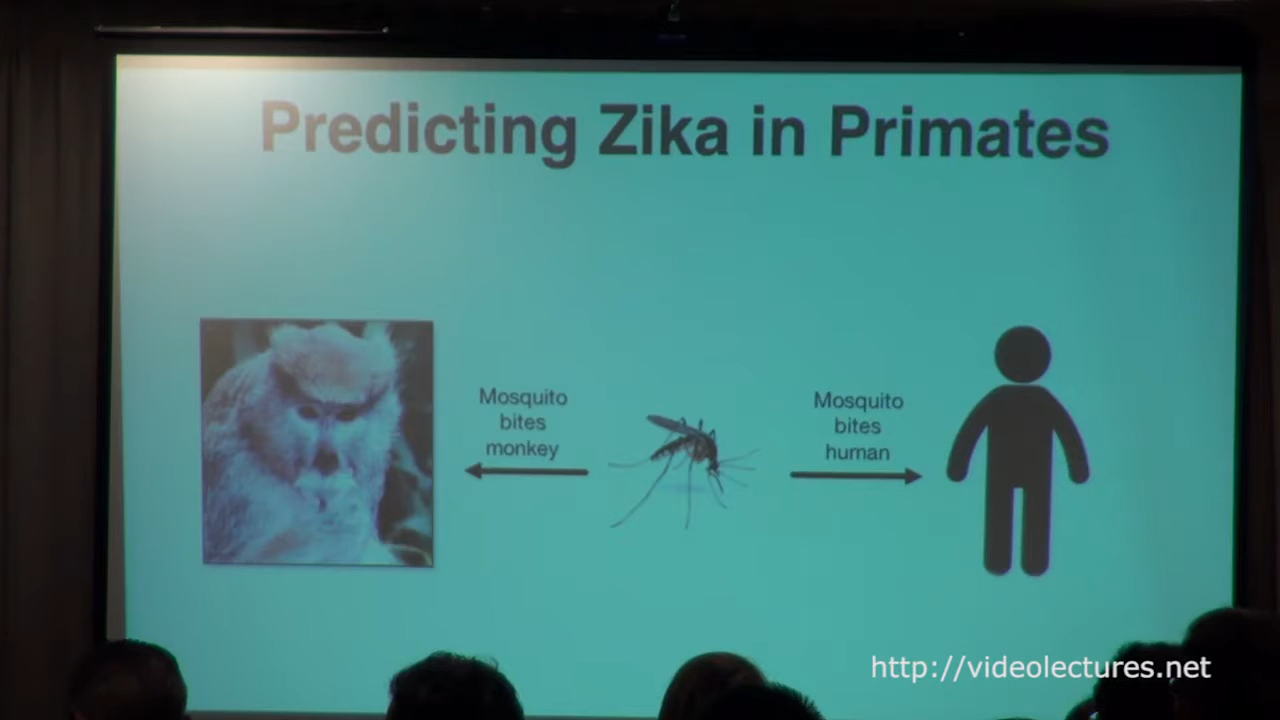 Predicting Zika in Primates
Mosquito
bites
monkey
Mosquito
bites
human
http://videolectures.net